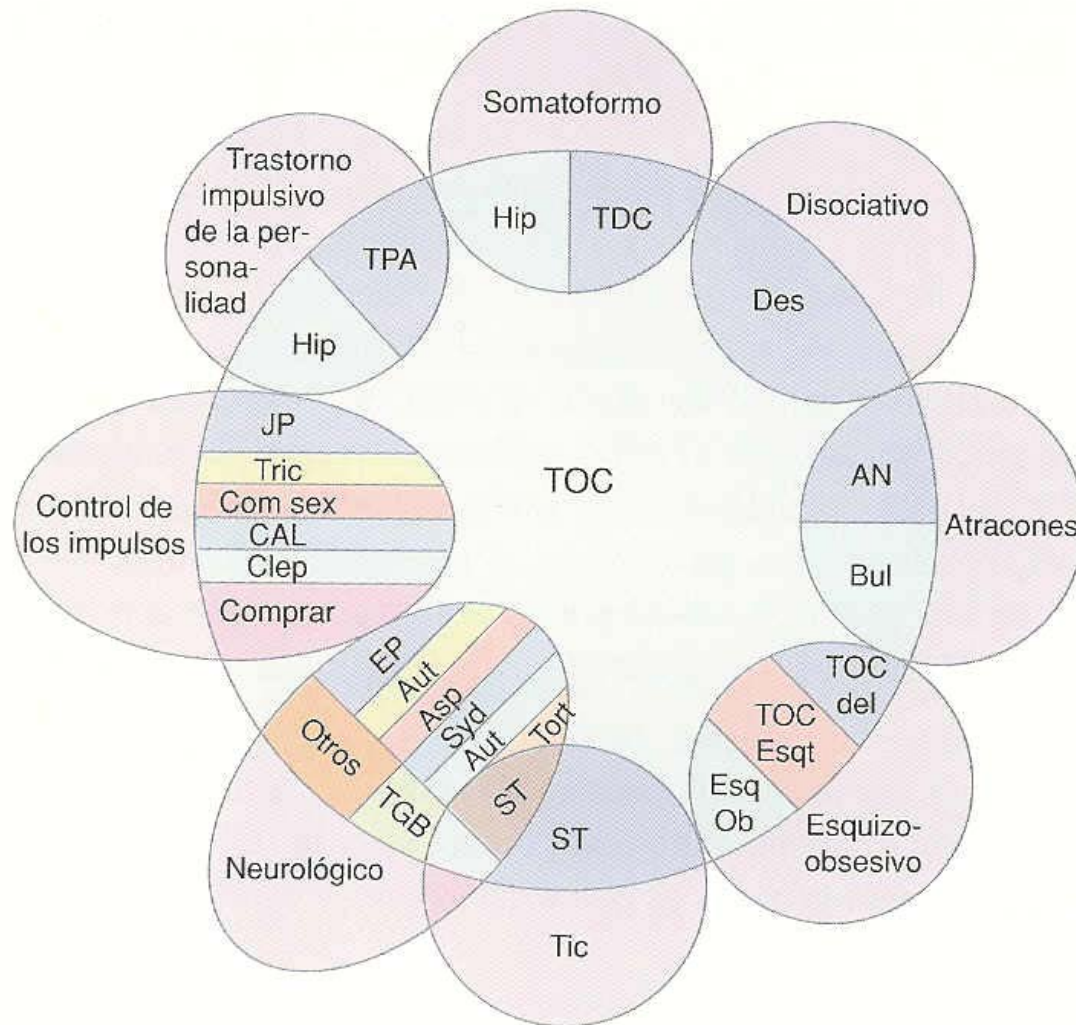 Somatoformo
Hip
TDC
Disociativo
Des
Trastorno
impulsivo
de la per-
sona-
lidad
TPA
Hip
TOC
AN
Bul
Atracones
Control de
los impulsos
JP
Tric
Com sex
CAL
Clep
Comprar
TOC
del
TOC
Esqt
Esq
Ob
Esquizo-
obsesivo
EP
Aut
Asp
Syd
Aut
Tort
Otros
TGB
ST
Neurológico
ST
Tic